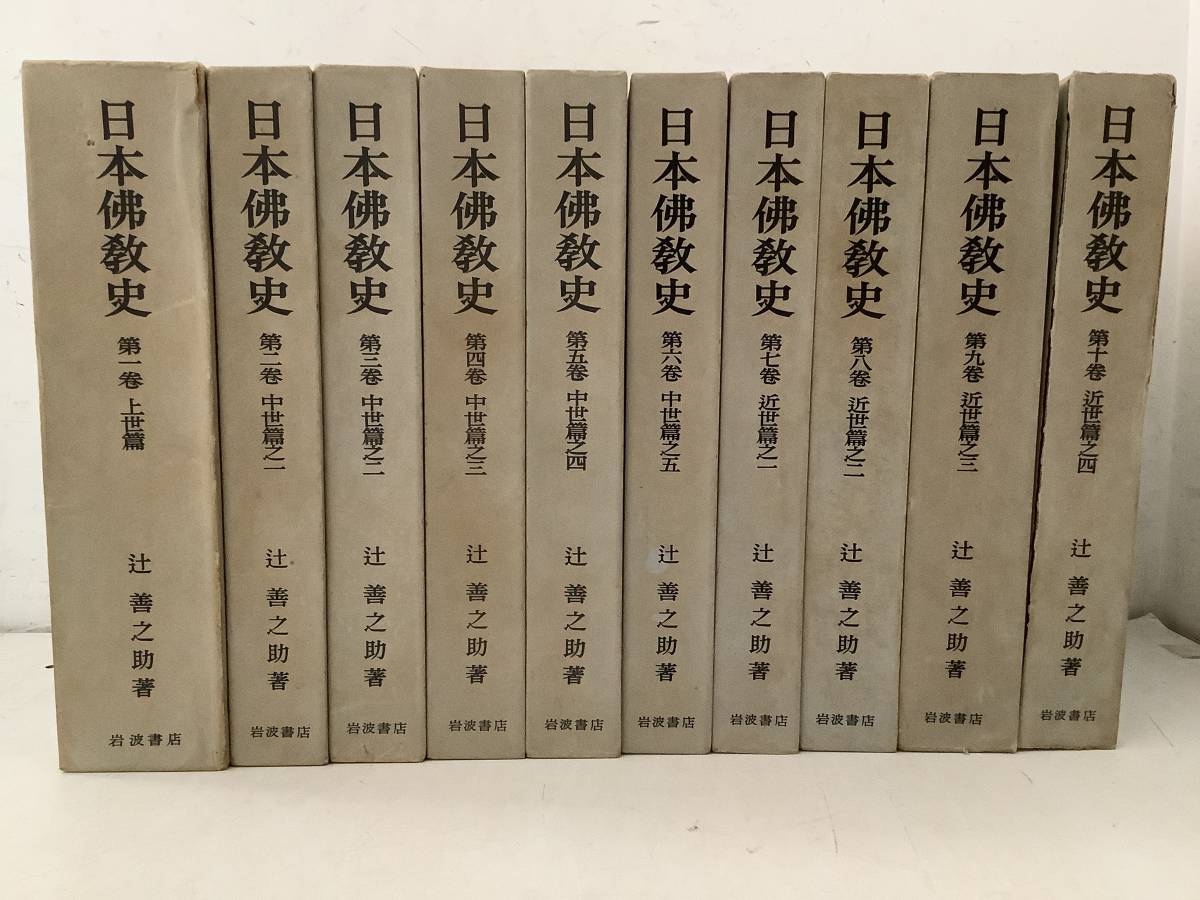 日本佛教史 第一卷 上世篇 辻 善之助著 岩波書店
日本佛教史 第二卷 中世篇之一 辻 善之助著 岩波書店
日本佛教史 第三卷 中世篇之二 辻 善之助著 岩波書店
日本佛教史 第四卷 中世篇之三 辻 善之助著 岩波書店
日本佛教史 第五卷 中世篇之四 辻 善之助著 岩波書店
日本佛教史 第六卷 中世篇之五 辻 善之助著 岩波書店
日本佛教史 第七卷 近世篇之一 辻 善之助著 岩波書店
日本佛教史 第八卷 近世篇之二 辻 善之助著 岩波書店
日本佛教史 第九卷 近世篇之三 辻 善之助著 岩波書店
日本佛教史 第十卷 近世篇之四 辻 善之助著 岩波書店